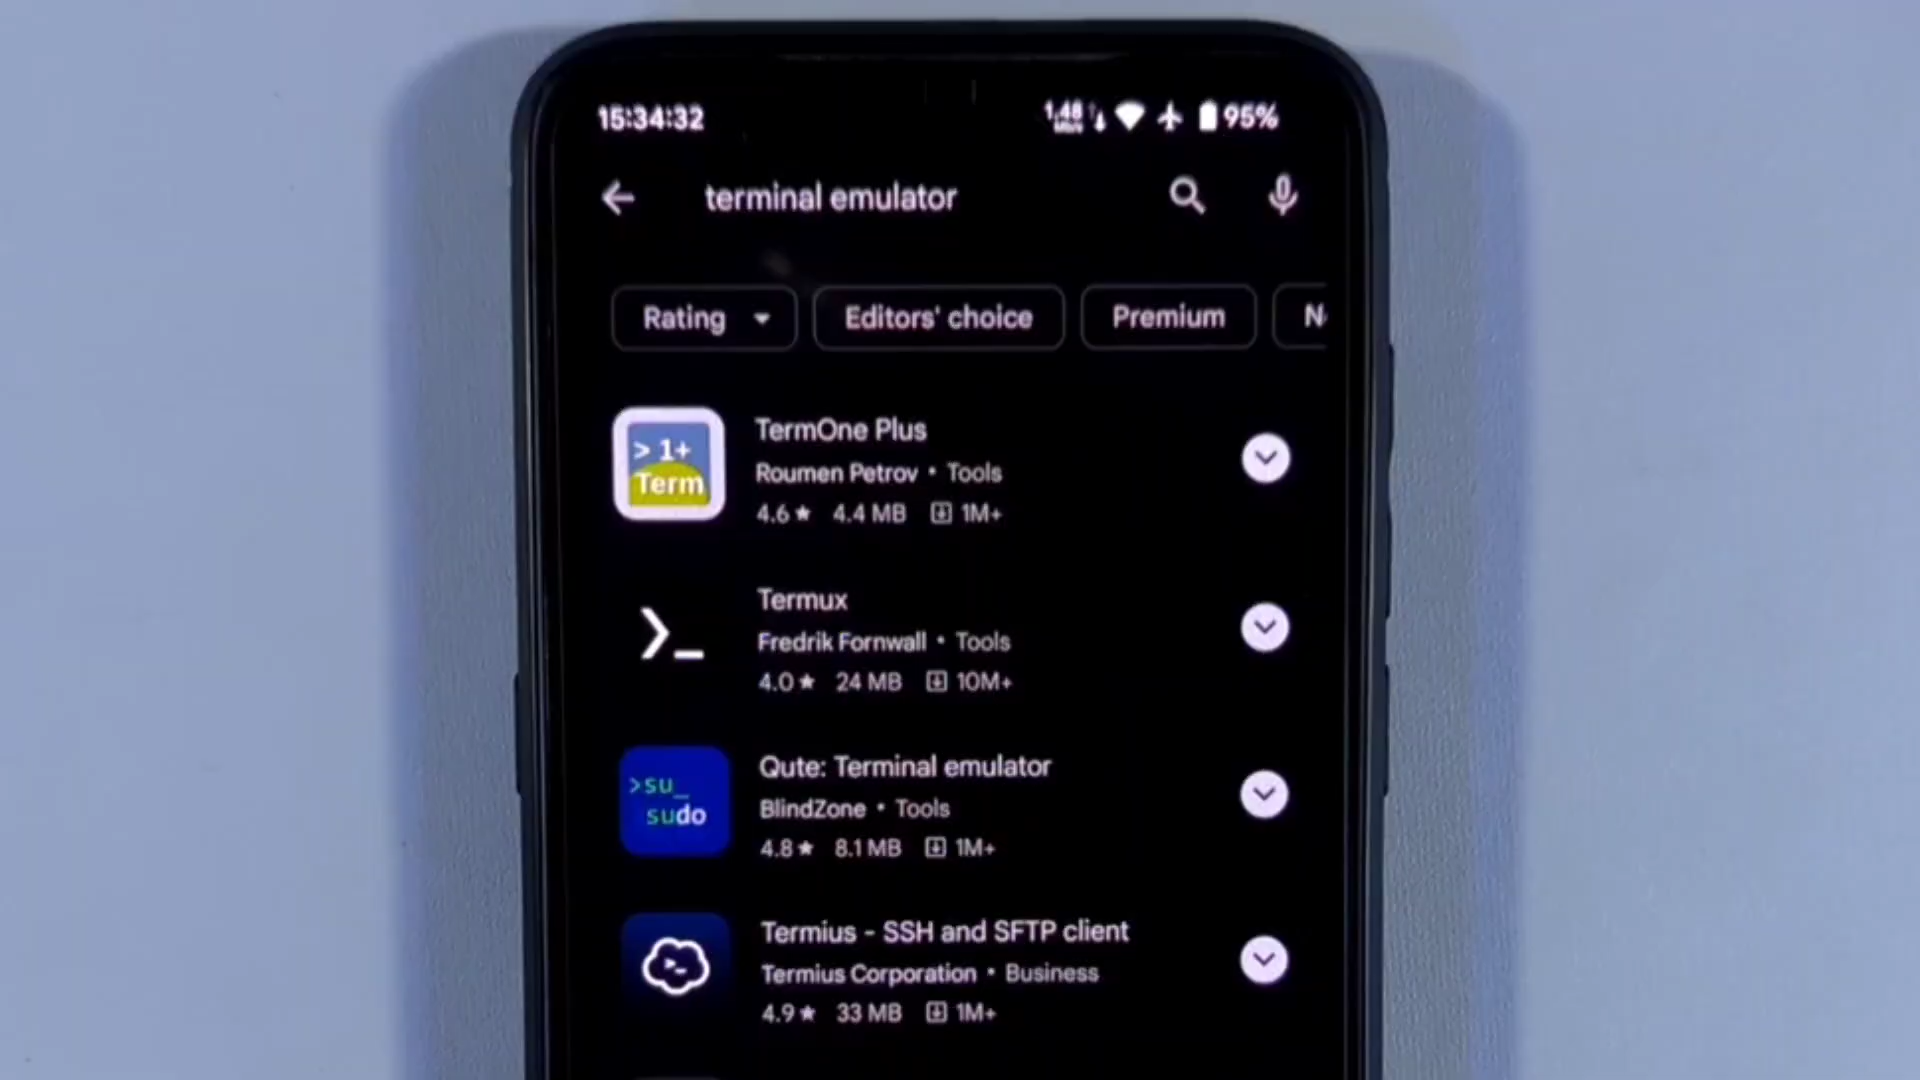 15:34:32 1.48 95%
terminal emulator
Rating Editors' choice Premium N
> 1+
Term
TermOne Plus
Roumen Petrov • Tools
4.6★ 4.4 MB 1M+
>_
Termux
Fredrik Fornwall • Tools
4.0★ 24 MB 10M+
>su_
sudo
Qute: Terminal emulator
BlindZone • Tools
4.8★ 8.1 MB 1M+
>_
Termius - SSH and SFTP client
Termius Corporation • Business
4.9★ 33 MB 1M+